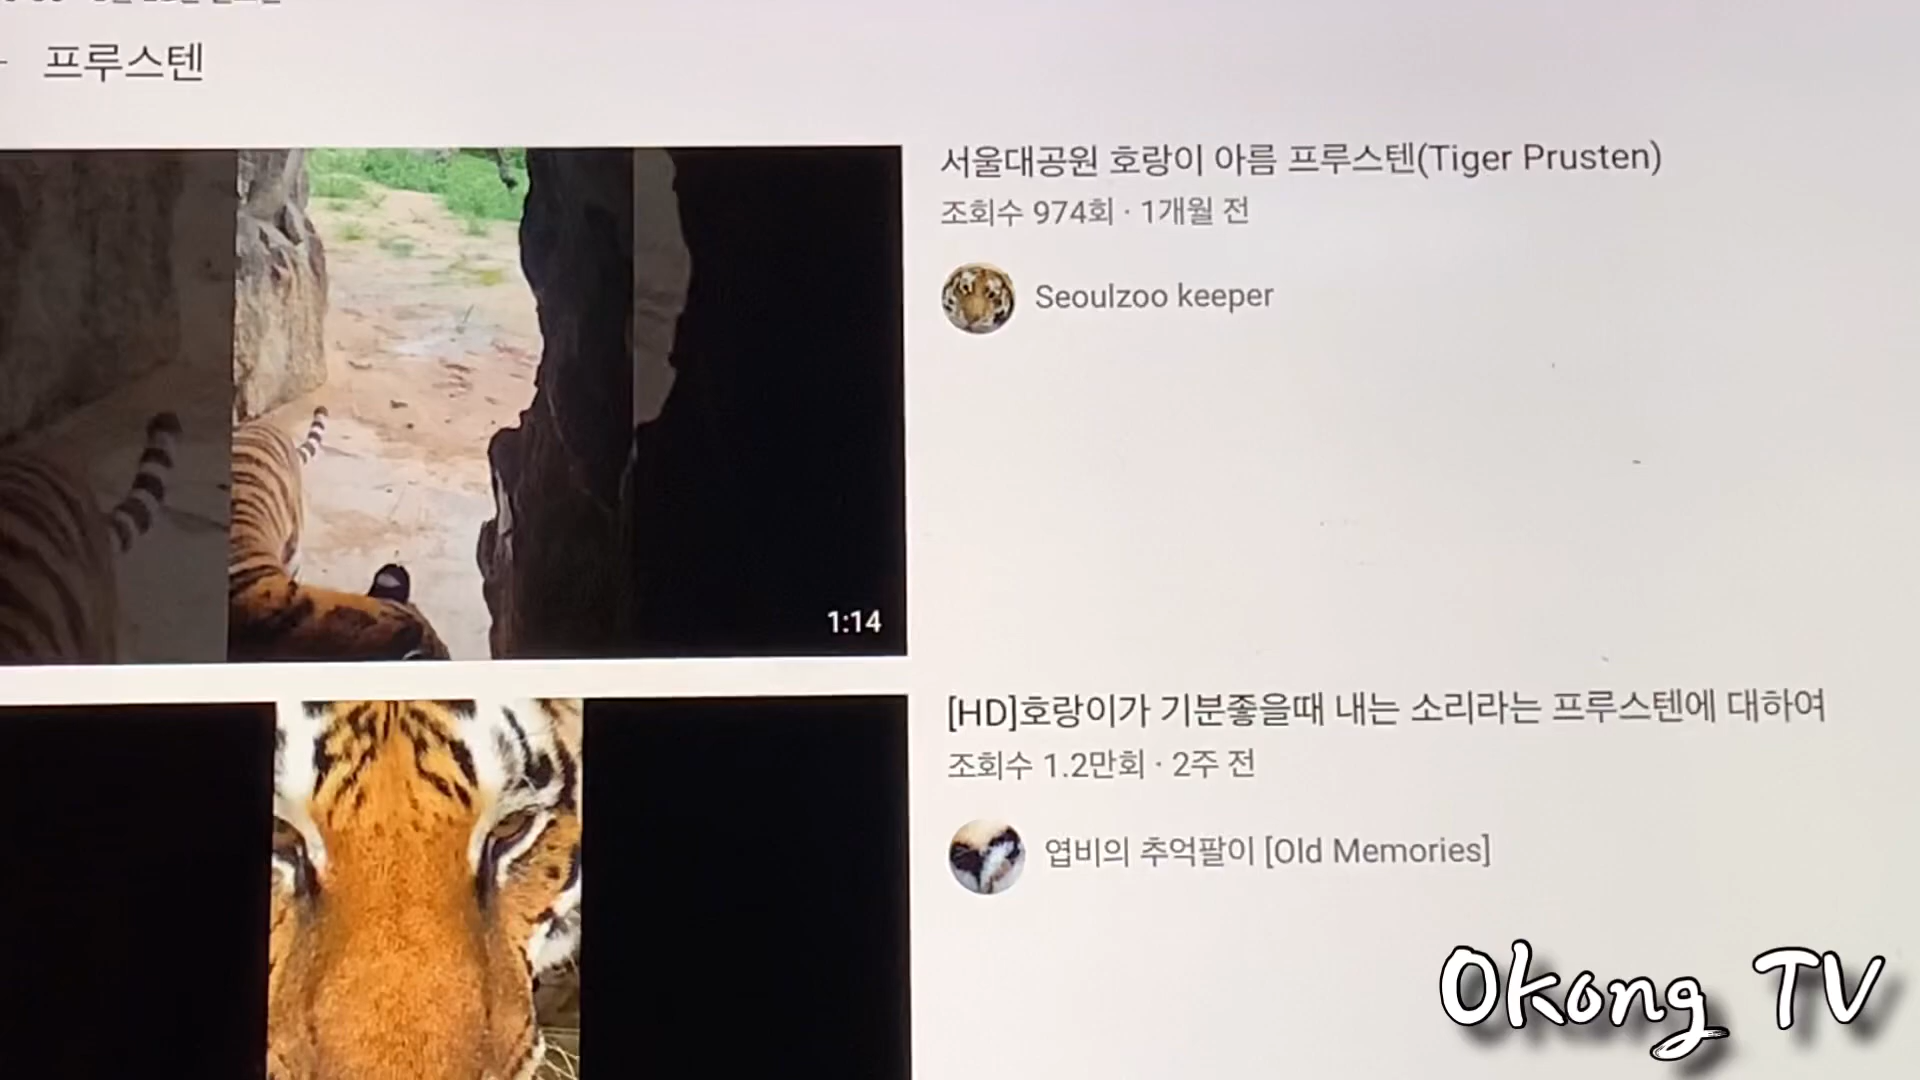 프루스텐
서울대공원 호랑이 아름 프루스텐(Tiger Prusten)
조회수 974회 · 1개월 전
Seoulzoo keeper
1:14
[HD]호랑이가 기분좋을때 내는 소리라는 프루스텐에 대하여
조회수 1.2만회 · 2주 전
엽비의 추억팔이 [Old Memories]
Okong TV